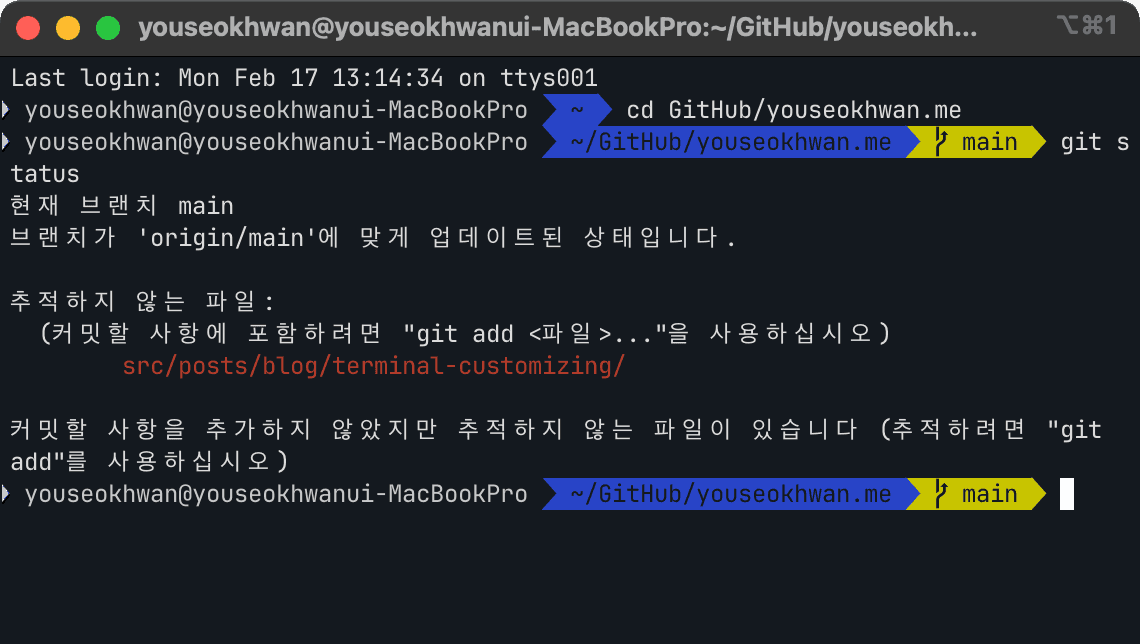 youseokhwan@youseokhwanui-MacBookPro:~/GitHub/youseokh... ⌥⌘1
Last login: Mon Feb 17 13:14:34 on ttys001
youseokhwan@youseokhwanui-MacBookPro ~ cd GitHub/youseokhwan.me
youseokhwan@youseokhwanui-MacBookPro ~/GitHub/youseokhwan.me main git s
tatus
현재 브랜치 main
브랜치가 'origin/main'에 맞게 업데이트된 상태입니다.
추적하지 않는 파일:
(커밋할 사항에 포함하려면 "git add <파일>..."을 사용하십시오)
src/posts/blog/terminal-customizing/
커밋할 사항을 추가하지 않았지만 추적하지 않는 파일이 있습니다 (추적하려면 "git
add"를 사용하십시오)
youseokhwan@youseokhwanui-MacBookPro ~/GitHub/youseokhwan.me main